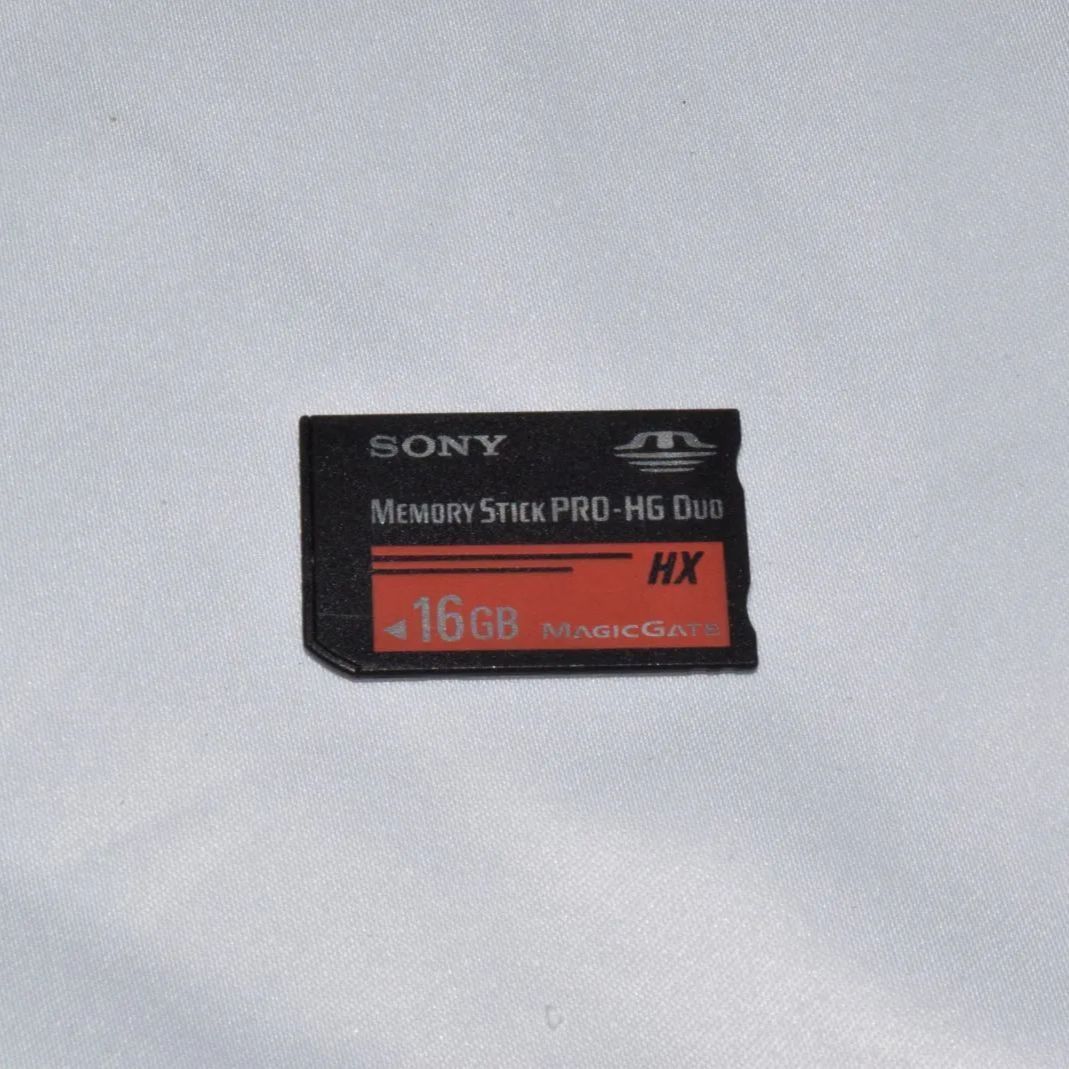 SONY
MEMORY STICK PRO-HG DUO
HX
16GB MAGICGATE